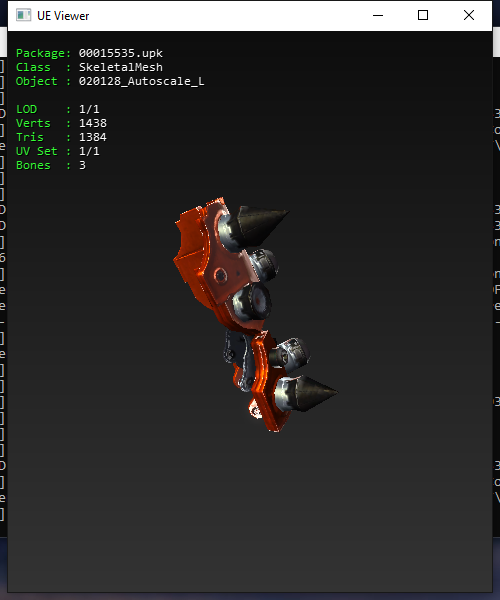 UE Viewer
Package: 00015535.upk
Class : SkeletalMesh
Object : 020128_Autoscale_L
LOD : 1/1
Verts : 1438
Tris : 1384
UV Set : 1/1
Bones : 3